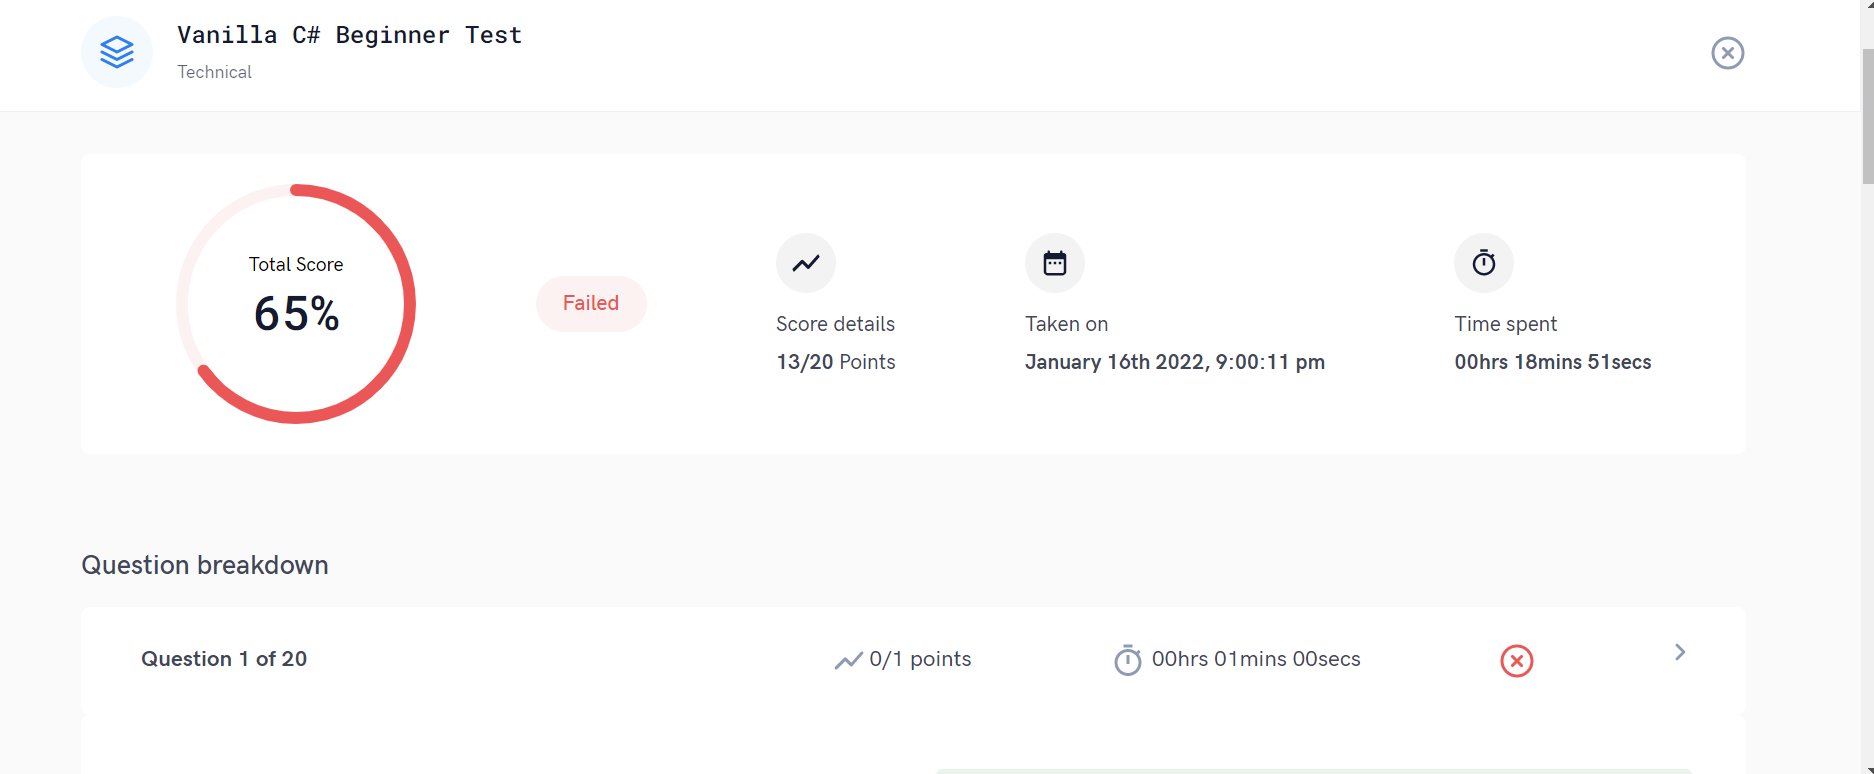 Vanilla C# Beginner Test
Technical
Total Score
65%
Failed
Score details
13/20 Points
Taken on
January 16th 2022, 9:00:11 pm
Time spent
00hrs 18mins 51secs
Question breakdown
Question 1 of 20
0/1 points
00hrs 01mins 00secs